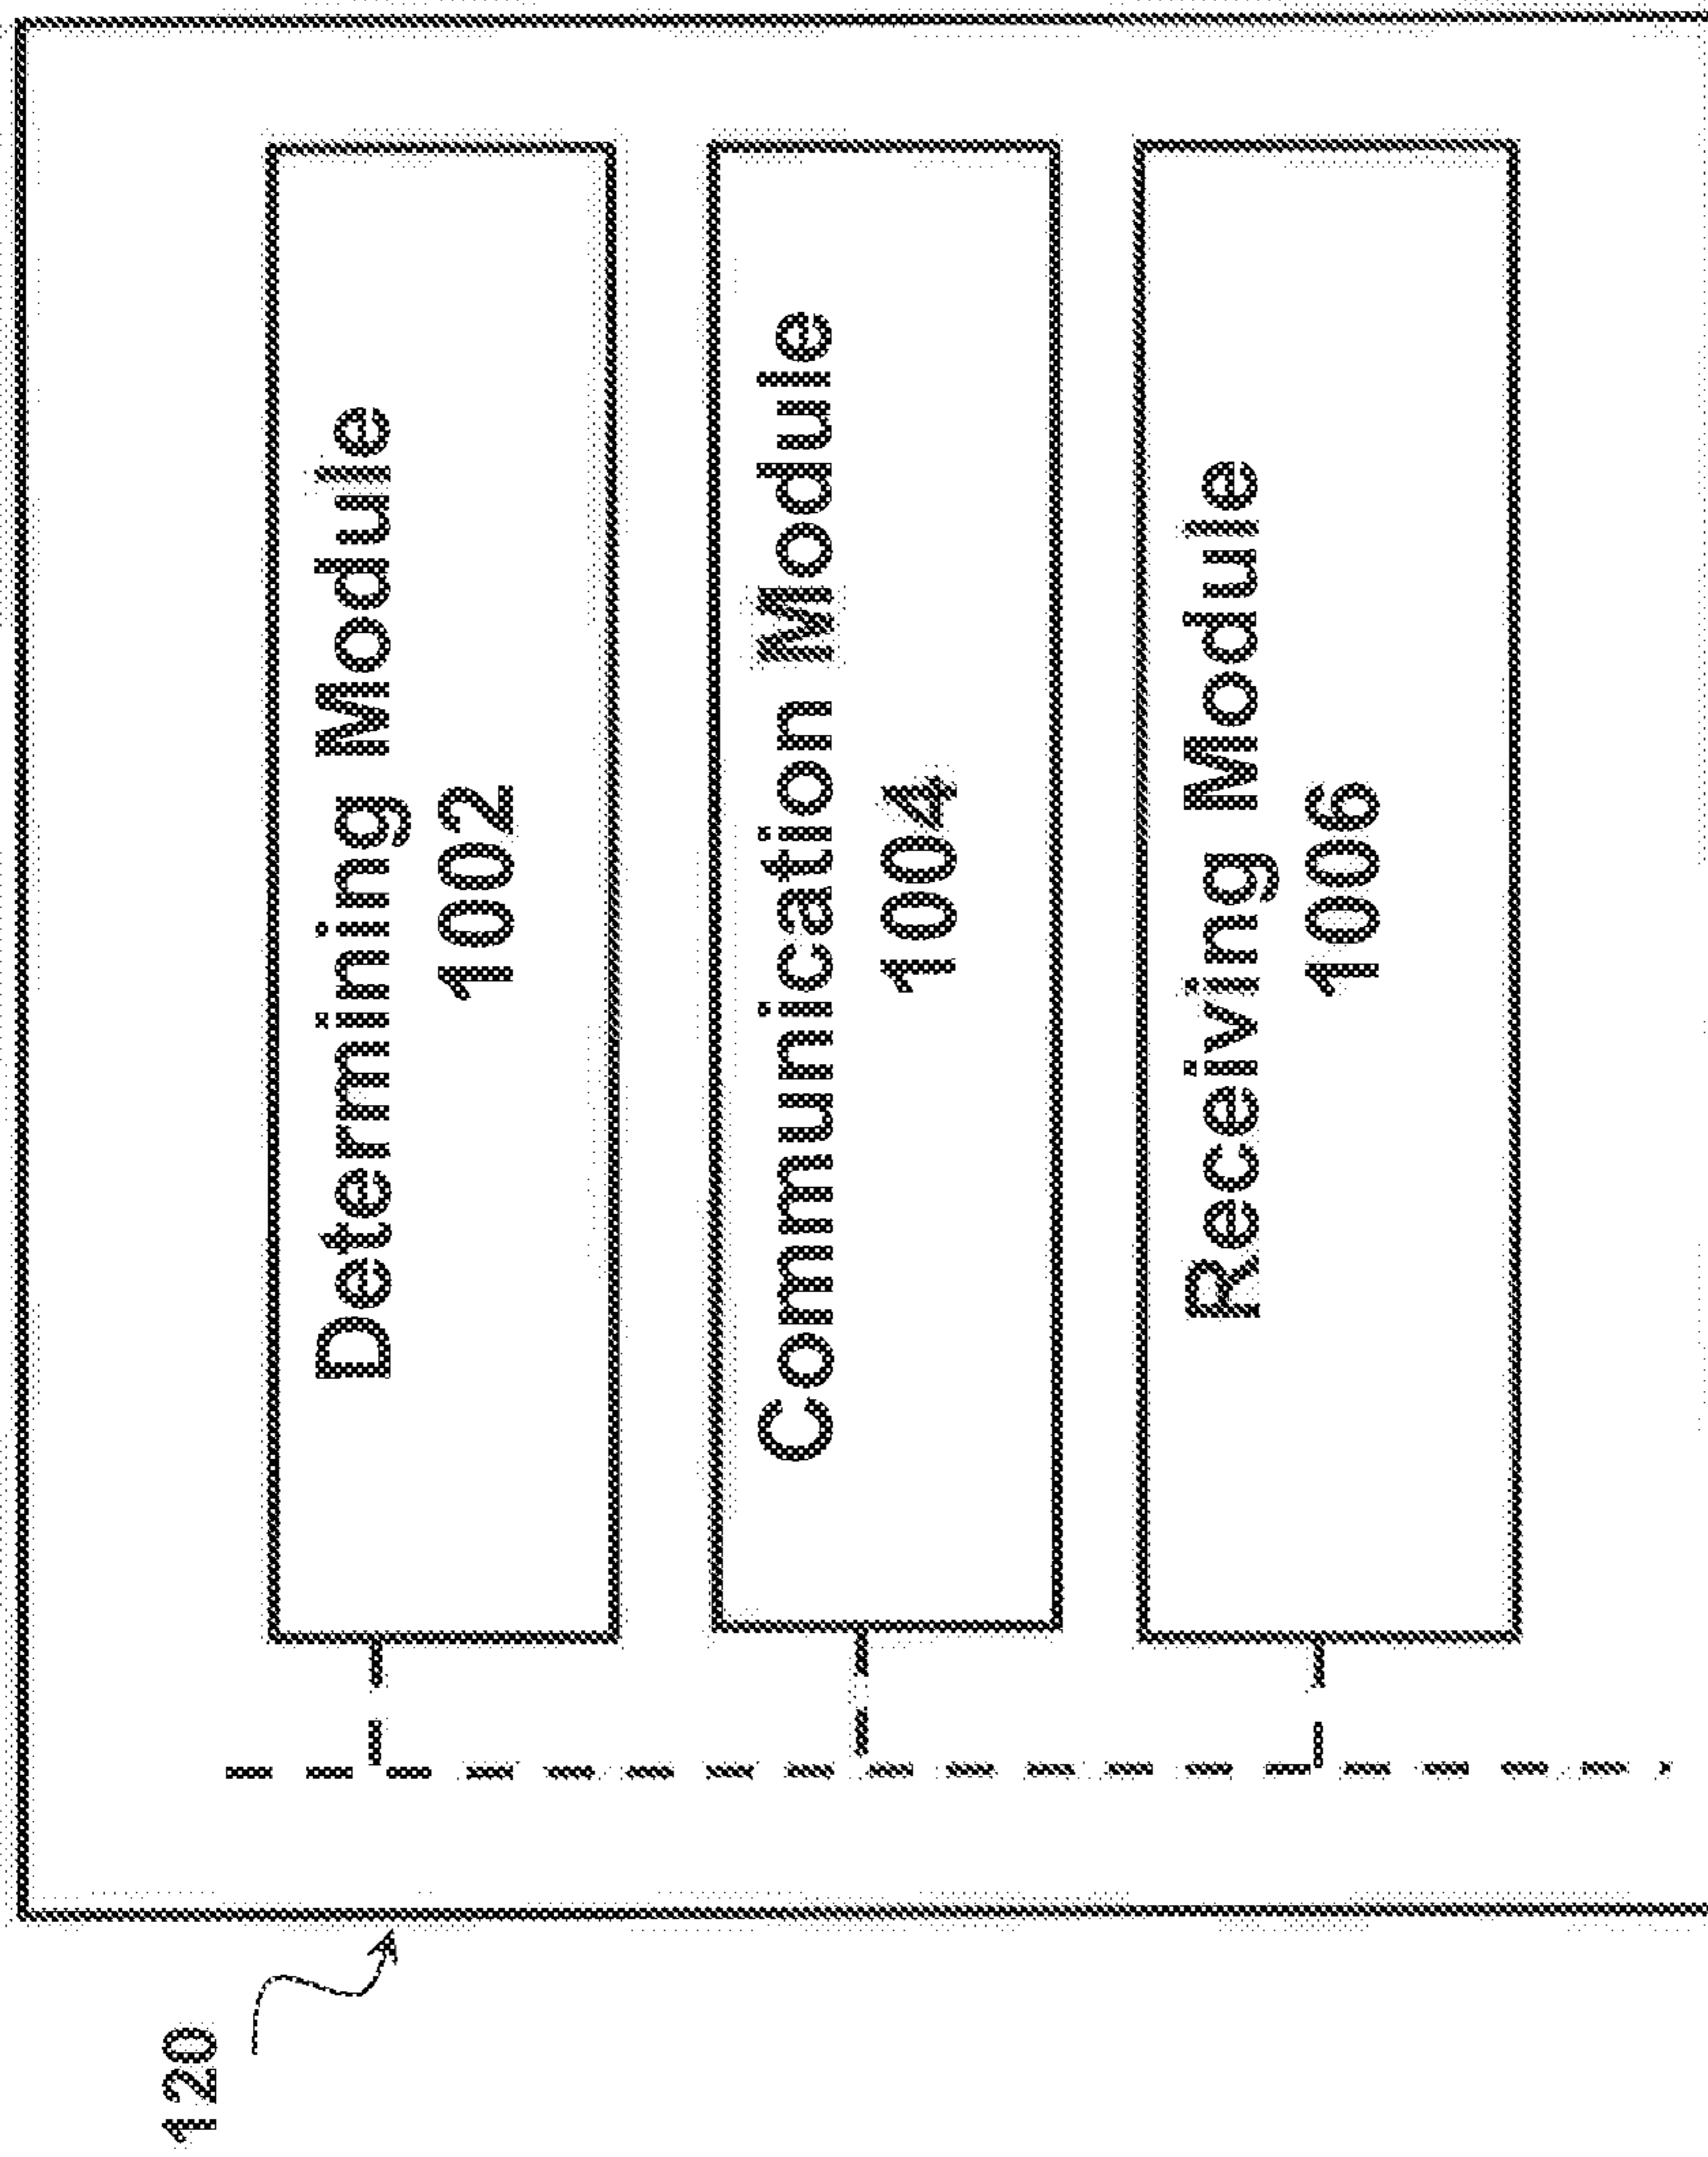 120
Determining Module
1002
Communication Module
1004
Receiving Module
1006